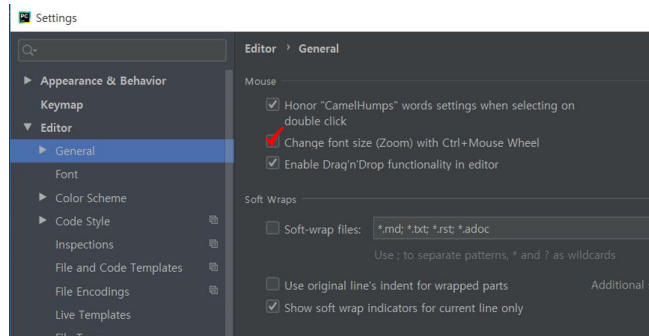 PC Settings
Editor › General
Appearance & Behavior
Keymap
Editor
General
Font
Color Scheme
Code Style
Inspections
File and Code Templates
File Encodings
Live Templates
Mouse
Honor "CamelHumps" words settings when selecting on
double click
Change font size (Zoom) with Ctrl+Mouse Wheel
Enable Drag'n'Drop functionality in editor
Soft Wraps
Soft-wrap files: *.md; *.txt; *.rst; *.adoc
Use ; to separate patterns, * and ? as wildcards
Use original line's indent for wrapped parts Additional
Show soft wrap indicators for current line only